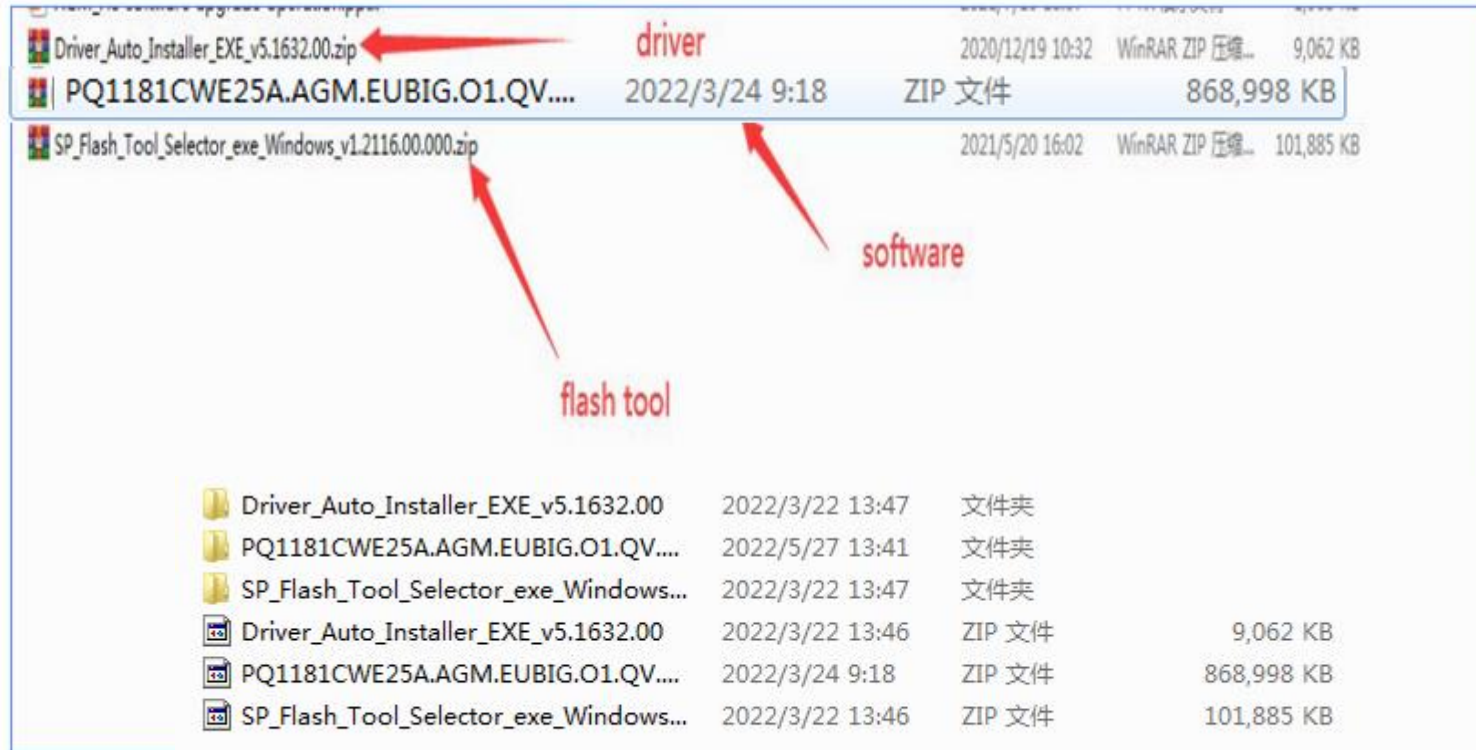 Driver_Auto_Installer_EXE_v5.1632.00.zip driver 2020/12/19 10:32 WinRAR ZIP 压缩... 9,062 KB
PQ1181CWE25A.AGM.EUBIG.O1.QV.... 2022/3/24 9:18 ZIP 文件 868,998 KB
SP_Flash_Tool_Selector_exe_Windows_v1.2116.00.000.zip 2021/5/20 16:02 WinRAR ZIP 压缩... 101,885 KB
software
flash tool
Driver_Auto_Installer_EXE_v5.1632.00 2022/3/22 13:47 文件夹
PQ1181CWE25A.AGM.EUBIG.O1.QV.... 2022/5/27 13:41 文件夹
SP_Flash_Tool_Selector_exe_Windows... 2022/3/22 13:47 文件夹
Driver_Auto_Installer_EXE_v5.1632.00 2022/3/22 13:46 ZIP 文件 9,062 KB
PQ1181CWE25A.AGM.EUBIG.O1.QV.... 2022/3/24 9:18 ZIP 文件 868,998 KB
SP_Flash_Tool_Selector_exe_Windows... 2022/3/22 13:46 ZIP 文件 101,885 KB